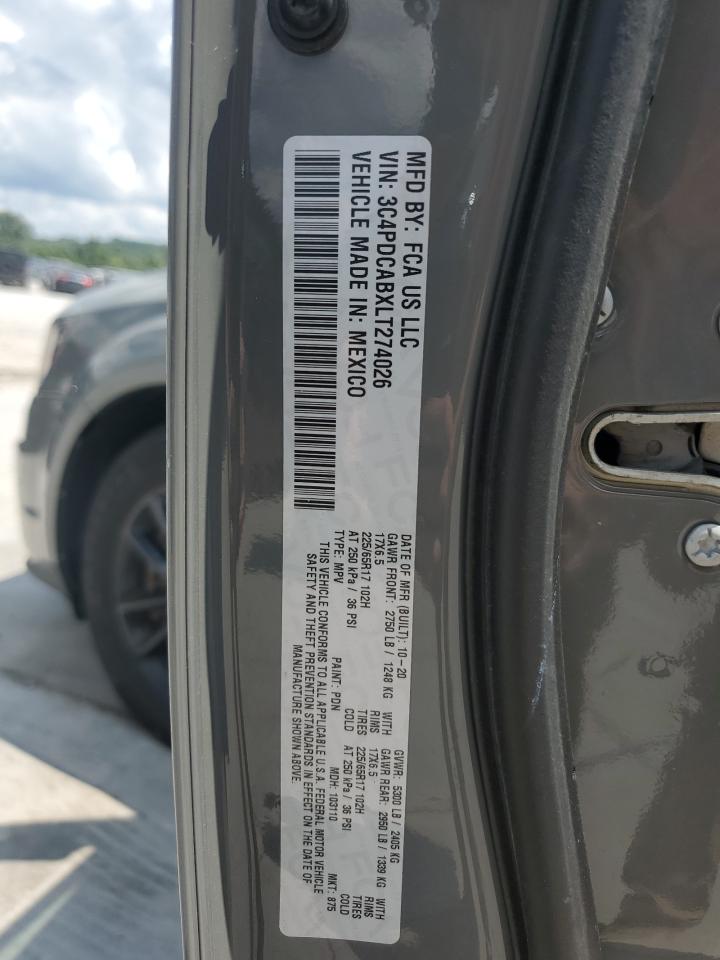 MFD BY: FCA US LLC
VIN: 3C4PDCABXLT274026
VEHICLE MADE IN: MEXICO
DATE OF MFR (BUILT): 10-20 GVWR: 5300 LB / 2405 KG
GAWR FRONT: 2750 LB / 1248 KG WITH GAWR REAR: 2950 LB / 1339 KG WITH
17X6.5 RIMS 17X6.5 RIMS
225/65R17 102H TIRES 225/65R17 102H TIRES
AT 250 kPa / 36 PSI COLD AT 250 kPa / 36 PSI COLD
TYPE: MPV PAINT: PDN MDH: 103110 MKT: 875
THIS VEHICLE CONFORMS TO ALL APPLICABLE U.S.A. FEDERAL MOTOR VEHICLE
SAFETY AND THEFT PREVENTION STANDARDS IN EFFECT ON THE DATE OF
MANUFACTURE SHOWN ABOVE.